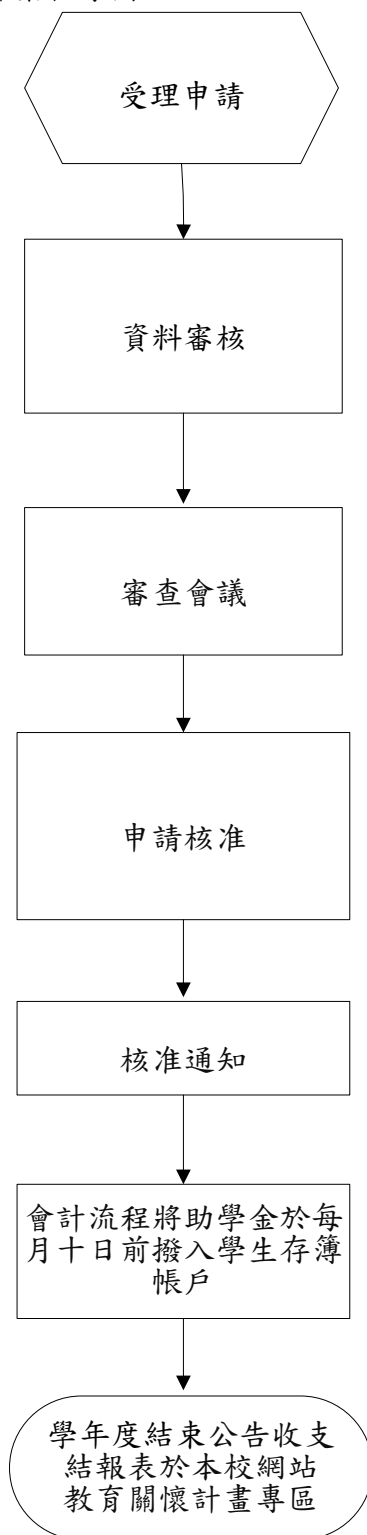 受理申請
資料審核
審查會議
申請核准
核准通知
會計流程將助學金於每
月十日前撥入學生存簿
帳戶
學年度結束公告收支
結報表於本校網站
教育關懷計畫專區